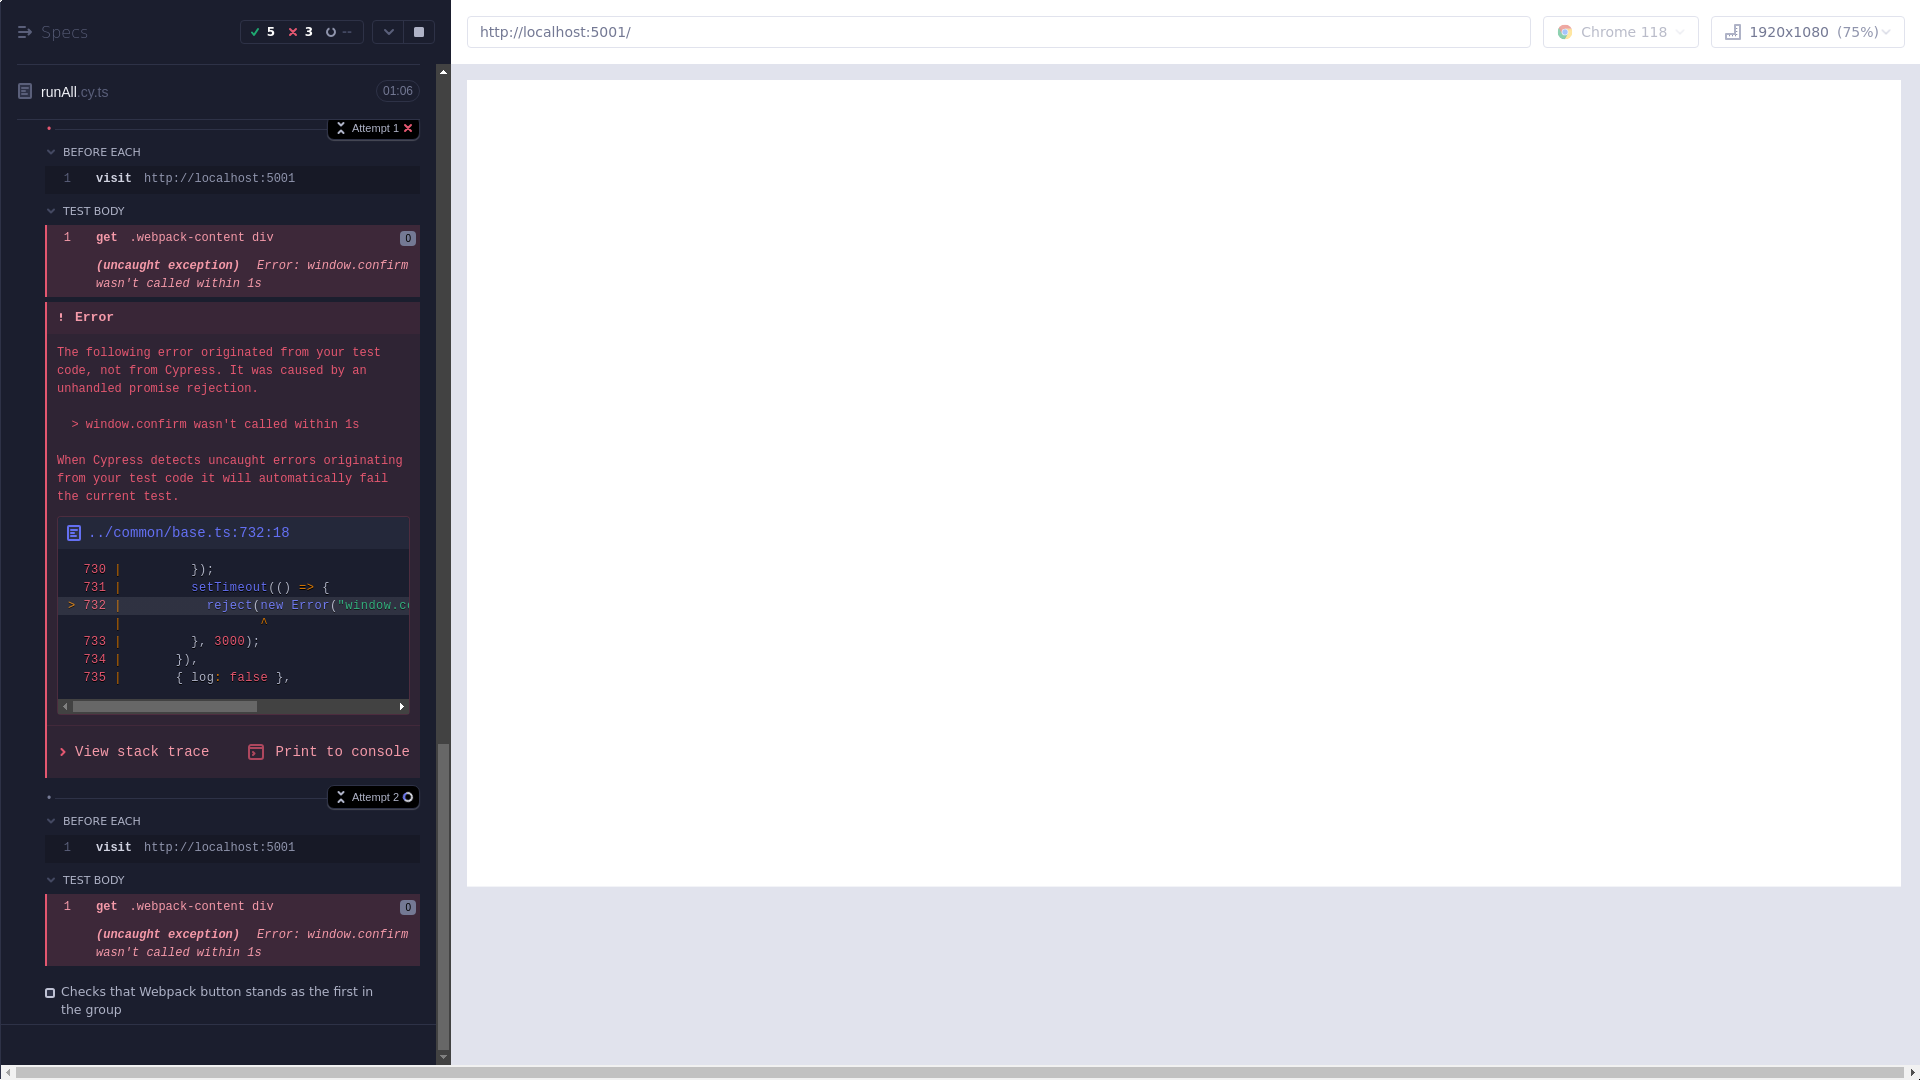 Specs
5 3 --
runAll.cy.ts 01:06
Attempt 1
BEFORE EACH
1 visit http://localhost:5001
TEST BODY
1 get .webpack-content div 0
(uncaught exception) Error: window.confirm
wasn't called within 1s
! Error
The following error originated from your test
code, not from Cypress. It was caused by an
unhandled promise rejection.
> window.confirm wasn't called within 1s
When Cypress detects uncaught errors originating
from your test code it will automatically fail
the current test.
../common/base.ts:732:18
730 | });
731 | setTimeout(() => {
> 732 | reject(new Error("window.co
| ^
733 | }, 3000);
734 | }),
735 | { log: false },
View stack trace Print to console
Attempt 2
BEFORE EACH
1 visit http://localhost:5001
TEST BODY
1 get .webpack-content div 0
(uncaught exception) Error: window.confirm
wasn't called within 1s
Checks that Webpack button stands as the first in
the group
http://localhost:5001/
Chrome 118
1920x1080 (75%)